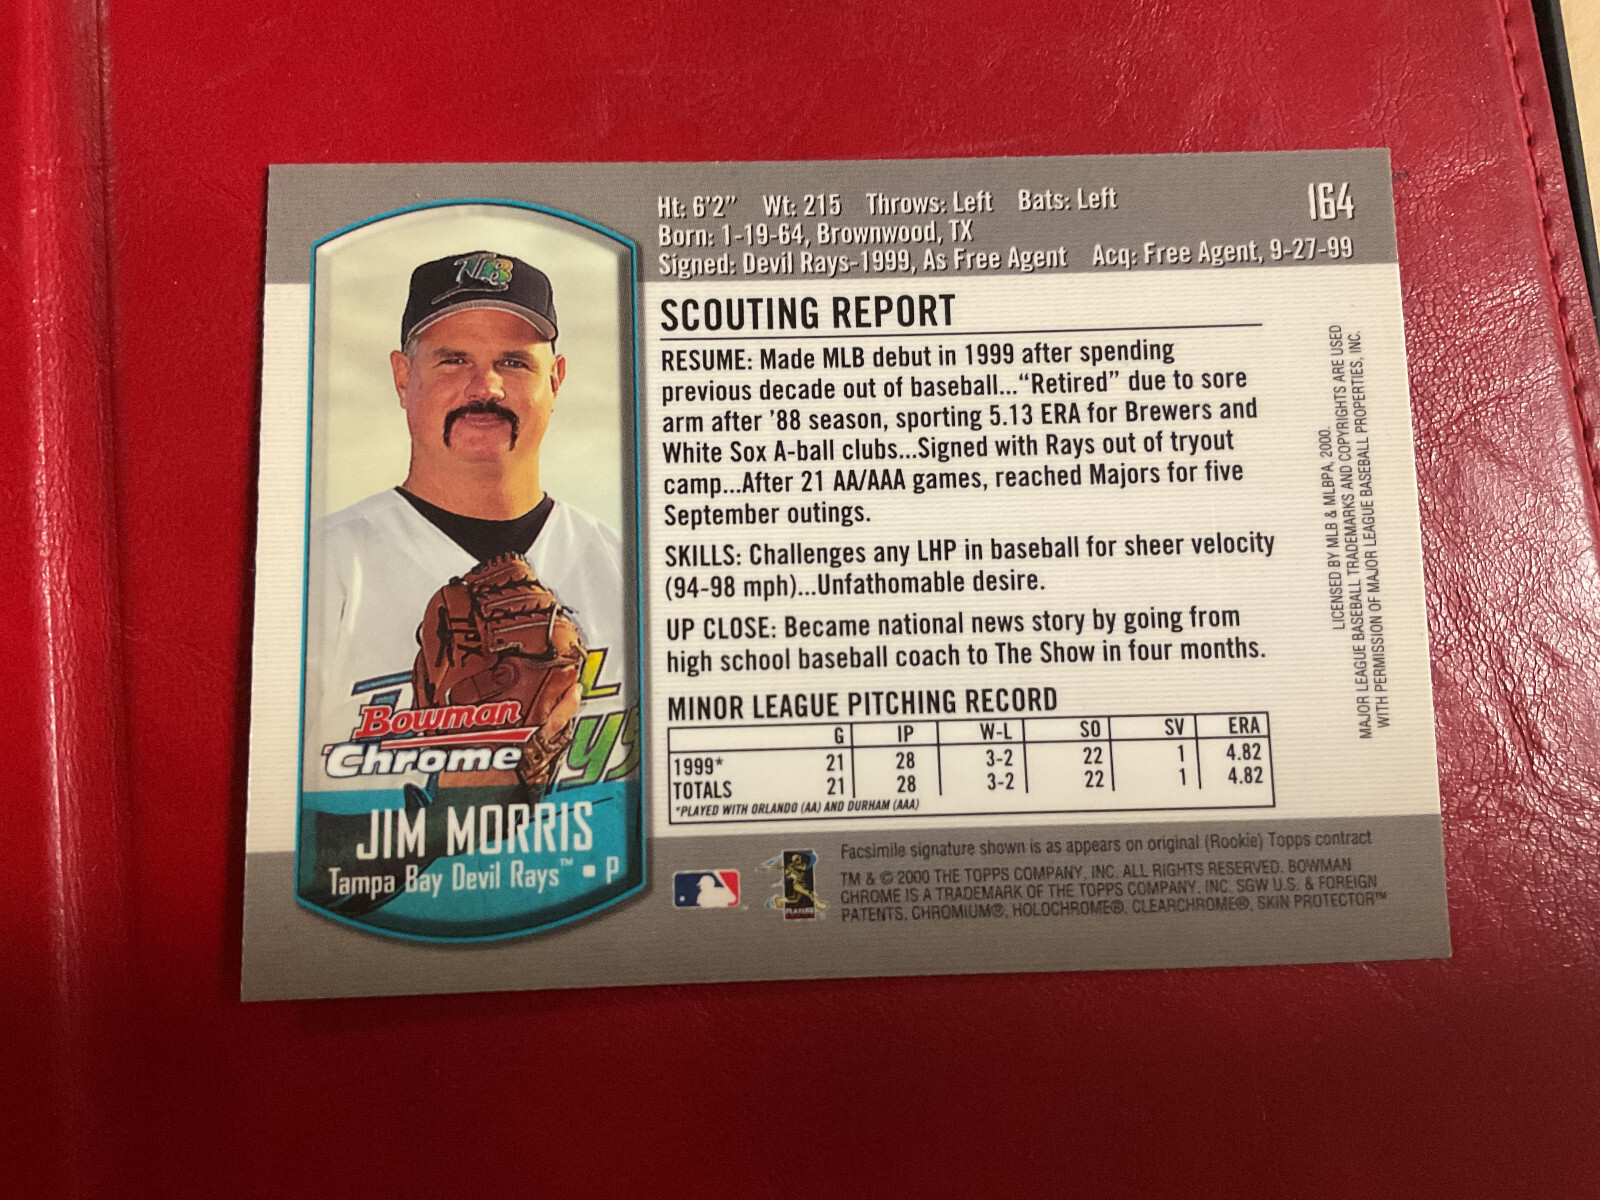 Ht: 6'2" Wt: 215 Throws: Left Bats: Left
164
Born: 1-19-64, Brownwood, TX
Signed: Devil Rays-1999, As Free Agent Acq: Free Agent, 9-27-99
SCOUTING REPORT
RESUME: Made MLB debut in 1999 after spending
previous decade out of baseball..."Retired" due to sore
arm after '88 season, sporting 5.13 ERA for Brewers and
White Sox A-ball clubs...Signed with Rays out of tryout
camp...After 21 AA/AAA games, reached Majors for five
September outings.
SKILLS: Challenges any LHP in baseball for sheer velocity
(94-98 mph)...Unfathomable desire.
UP CLOSE: Became national news story by going from
high school baseball coach to The Show in four months.
MINOR LEAGUE PITCHING RECORD
G IP W-L SO SV ERA
1999* 21 28 3-2 22 1 4.82
TOTALS 21 28 3-2 22 1 4.82
*PLAYED WITH ORLANDO (AA) AND DURHAM (AAA)
LICENSED BY MLB & MLBPA, 2000.
MAJOR LEAGUE BASEBALL TRADEMARKS AND COPYRIGHTS ARE USED
WITH PERMISSION OF MAJOR LEAGUE BASEBALL PROPERTIES, INC.
TB
TPX
ys
Bowman
Chrome
JIM MORRIS
Tampa Bay Devil Rays™ ▪ P
PLAYERS
Facsimile signature shown is as appears on original (Rookie) Topps contract
TM & © 2000 THE TOPPS COMPANY, INC. ALL RIGHTS RESERVED. BOWMAN
CHROME IS A TRADEMARK OF THE TOPPS COMPANY, INC. SGW U.S. & FOREIGN
PATENTS, CHROMIUM®, HOLOCHROME®, CLEARCHROME®, SKIN PROTECTOR™